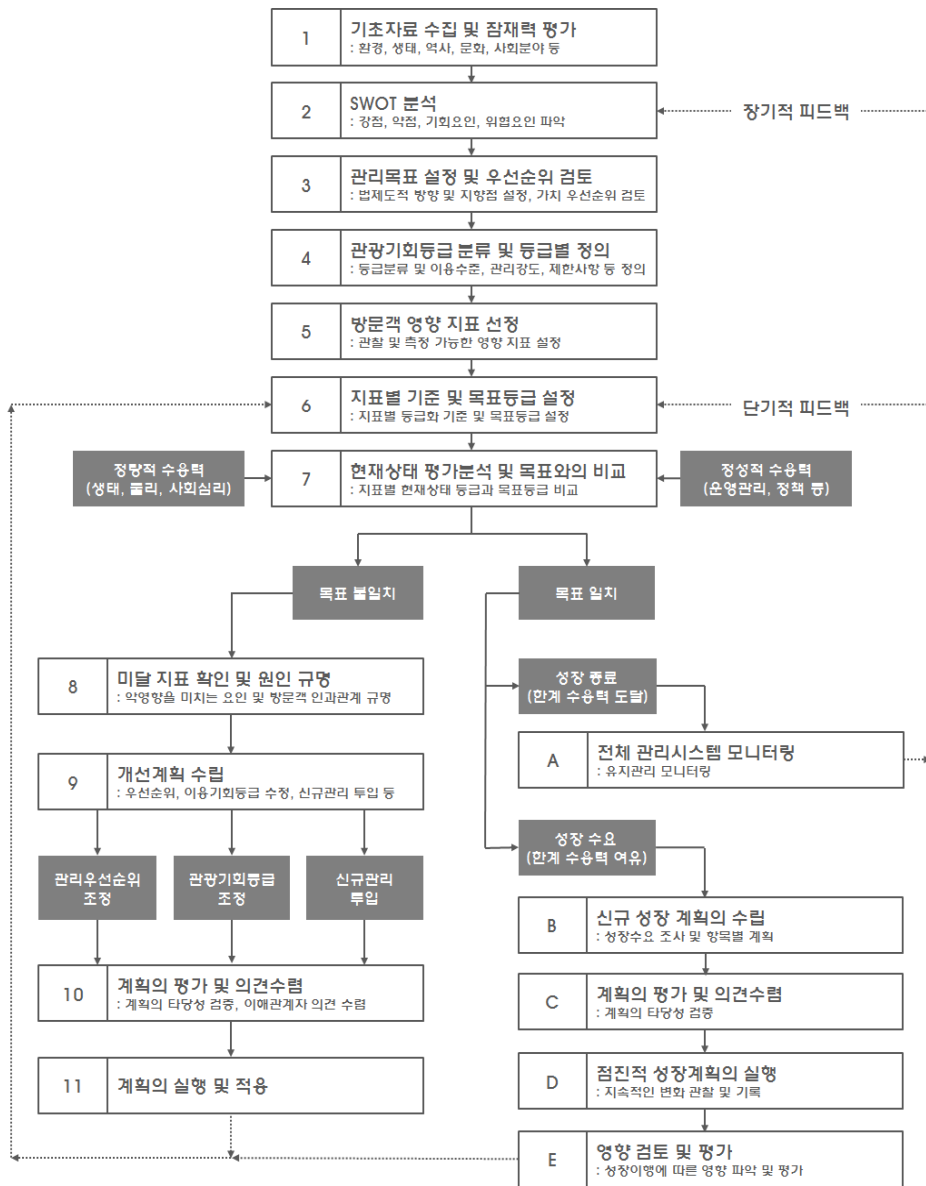 1
기초자료 수집 및 잠재력 평가
: 환경, 생태, 역사, 문화, 사회분야 등
2
SWOT 분석
: 강점, 약점, 기회요인, 위협요인 파악
장기적 피드백
3
관리목표 설정 및 우선순위 검토
: 법제도적 방향 및 지향점 설정, 가치 우선순위 검토
4
관광기회등급 분류 및 등급별 정의
: 등급분류 및 이용수준, 관리강도, 제한사항 등 정의
5
방문객 영향 지표 선정
: 관찰 및 측정 가능한 영향 지표 설정
6
지표별 기준 및 목표등급 설정
: 지표별 등급화 기준 및 목표등급 설정
단기적 피드백
정량적 수용력
(생태, 물리, 사회심리)
7
현재상태 평가분석 및 목표와의 비교
: 지표별 현재상태 등급과 목표등급 비교
정성적 수용력
(운영관리, 정책 등)
목표 불일치
목표 일치
8
미달 지표 확인 및 원인 규명
: 악영향을 미치는 요인 및 방문객 인과관계 규명
성장 종료
(한계 수용력 도달)
A
전체 관리시스템 모니터링
: 유지관리 모니터링
9
개선계획 수립
: 우선순위, 이용기회등급 수정, 신규관리 투입 등
성장 수요
(한계 수용력 여유)
관리우선순위
조정
관광기회등급
조정
신규관리
투입
B
신규 성장 계획의 수립
: 성장수요 조사 및 항목별 계획
10
계획의 평가 및 의견수렴
: 계획의 타당성 검증, 이해관계자 의견 수렴
C
계획의 평가 및 의견수렴
: 계획의 타당성 검증
11
계획의 실행 및 적용
D
점진적 성장계획의 실행
: 지속적인 변화 관찰 및 기록
E
영향 검토 및 평가
: 성장이행에 따른 영향 파악 및 평가